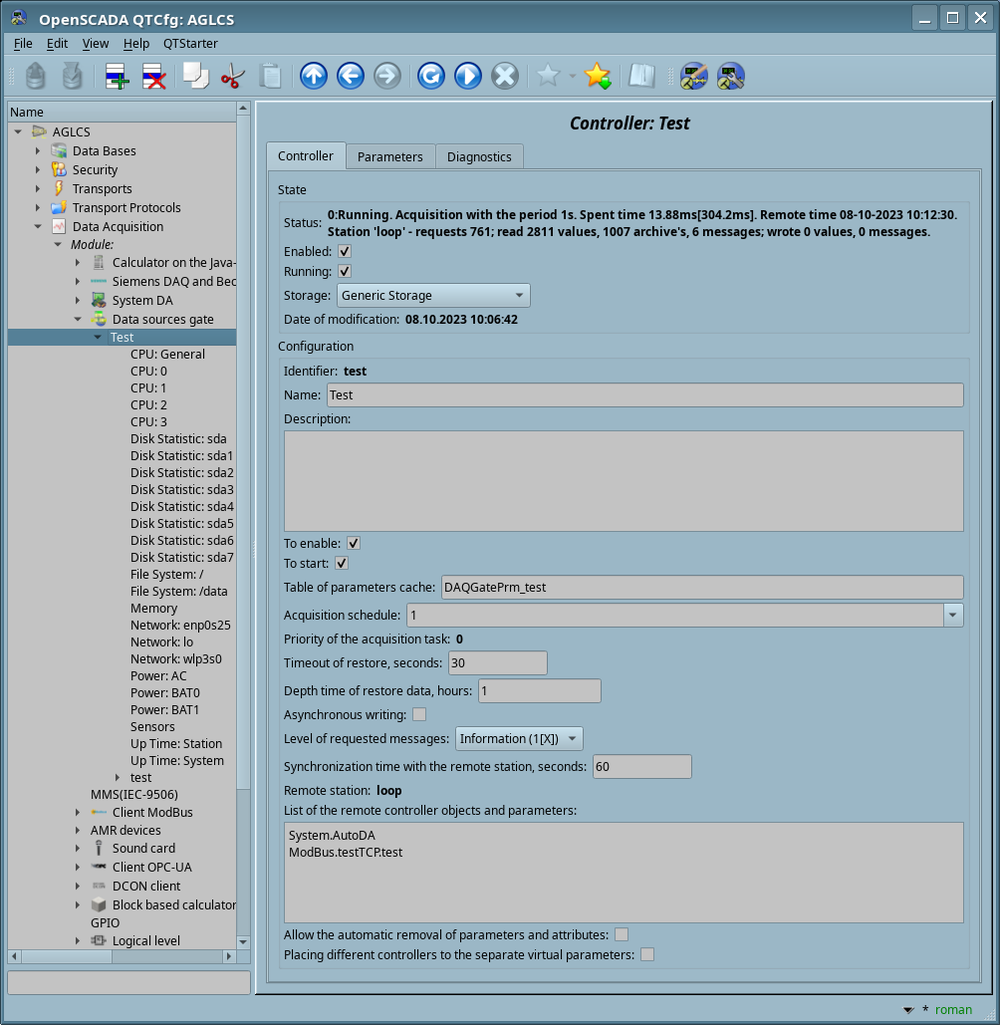 OpenSCADA QTCfg: AGLCS
File Edit View Help QTStarter
Name
AGLCS
Data Bases
Security
Transports
Transport Protocols
Data Acquisition
Module:
Calculator on the Java-
Siemens DAQ and Bec
System DA
Data sources gate
Test
CPU: General
CPU: 0
CPU: 1
CPU: 2
CPU: 3
Disk Statistic: sda
Disk Statistic: sda1
Disk Statistic: sda2
Disk Statistic: sda3
Disk Statistic: sda4
Disk Statistic: sda5
Disk Statistic: sda6
Disk Statistic: sda7
File System: /
File System: /data
Memory
Network: enp0s25
Network: lo
Network: wlp3s0
Power: AC
Power: BAT0
Power: BAT1
Sensors
Up Time: Station
Up Time: System
test
MMS(IEC-9506)
Client ModBus
AMR devices
Sound card
Client OPC-UA
DCON client
Block based calculator
GPIO
Logical level
Controller: Test
Controller Parameters Diagnostics
State
Status: 0:Running. Acquisition with the period 1s. Spent time 13.88ms[304.2ms]. Remote time 08-10-2023 10:12:30.
Station 'loop' - requests 761; read 2811 values, 1007 archive's, 6 messages; wrote 0 values, 0 messages.
Enabled:
Running:
Storage: Generic Storage
Date of modification: 08.10.2023 10:06:42
Configuration
Identifier: test
Name: Test
Description:
To enable:
To start:
Table of parameters cache: DAQGatePrm_test
Acquisition schedule: 1
Priority of the acquisition task: 0
Timeout of restore, seconds: 30
Depth time of restore data, hours: 1
Asynchronous writing:
Level of requested messages: Information (1[X])
Synchronization time with the remote station, seconds: 60
Remote station: loop
List of the remote controller objects and parameters:
System.AutoDA
ModBus.testTCP.test
Allow the automatic removal of parameters and attributes:
Placing different controllers to the separate virtual parameters:
* roman